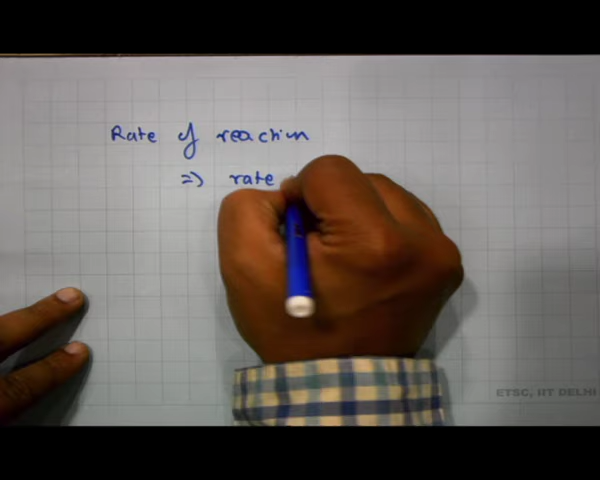 Rate of reaction
=> rate
ETSC, IIT DELHI